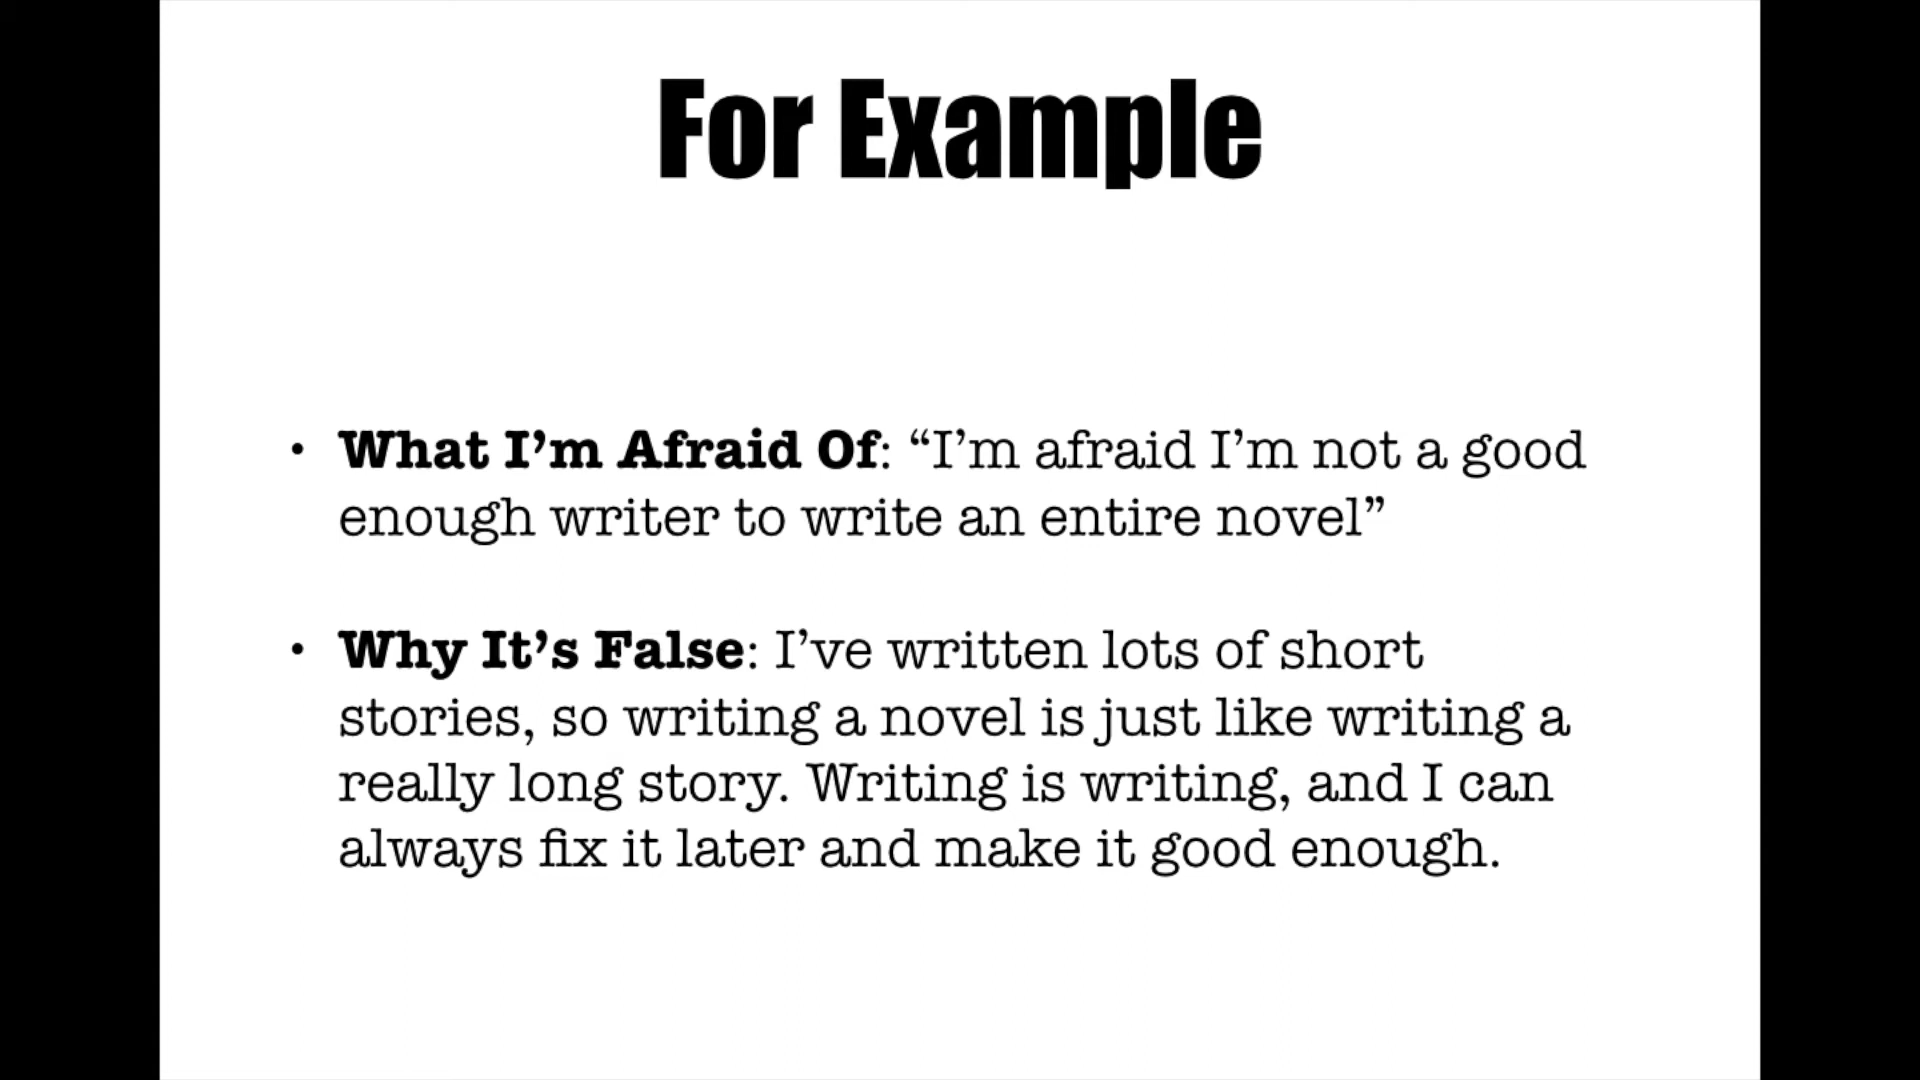 For Example
• What I’m Afraid Of: “I’m afraid I’m not a good
enough writer to write an entire novel”
• Why It’s False: I’ve written lots of short
stories, so writing a novel is just like writing a
really long story. Writing is writing, and I can
always fix it later and make it good enough.